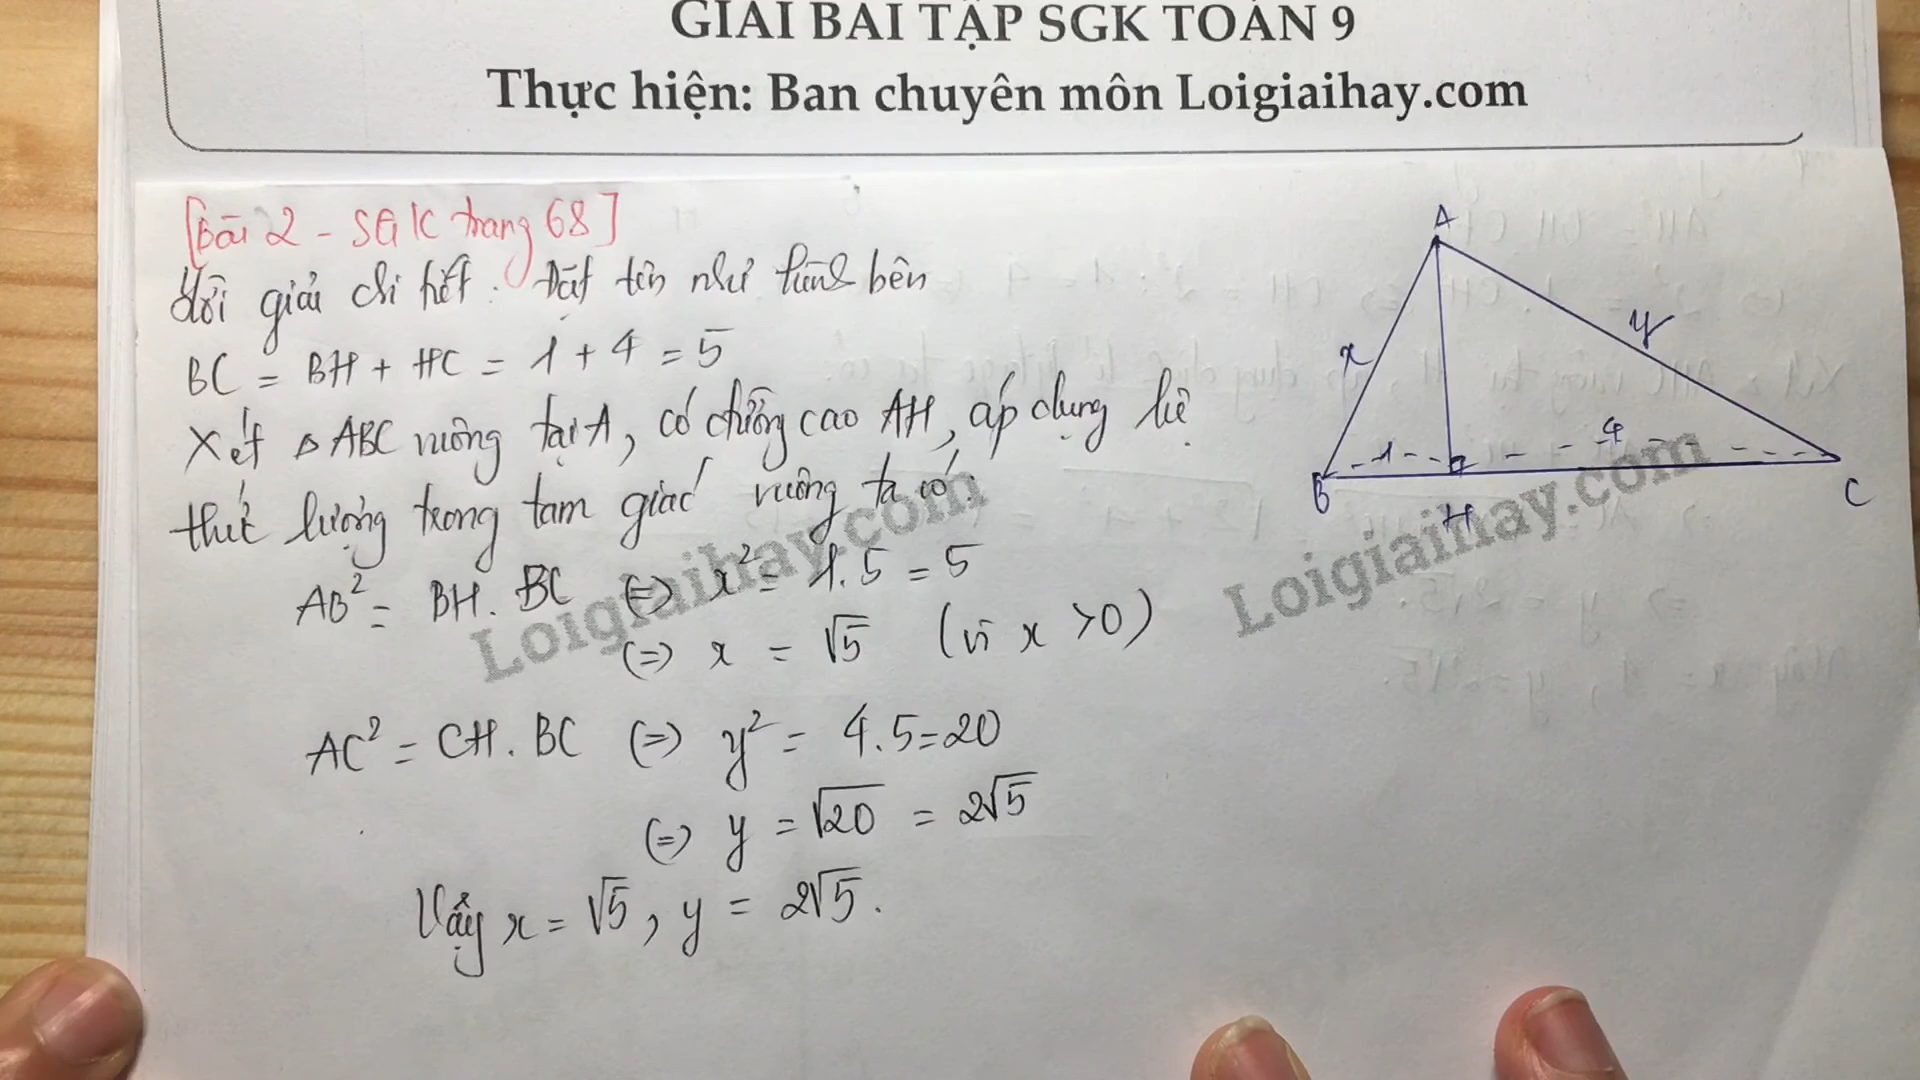 GIẢI BÀI TẬP SGK TOÁN 9
Thực hiện: Ban chuyên môn Loigiaihay.com
[Bài 2 - SGK trang 68]
Lời giải chi tiết: Đặt tên như hình bên
BC = BH + HC = 1 + 4 = 5
Xét Δ ABC vuông tại A, có đường cao AH, áp dụng hệ
thức lượng trong tam giác vuông ta có:
AB² = BH. BC (=) x² = 1.5 = 5
(=) x = √5 (vì x >0)
AC² = CH. BC (=) y² = 4.5=20
(=) y = √20 = 2√5
Vậy x = √5, y = 2√5.
A
x
y
1
4
B
H
C
Loigiaihay.com
Loigiaihay.com